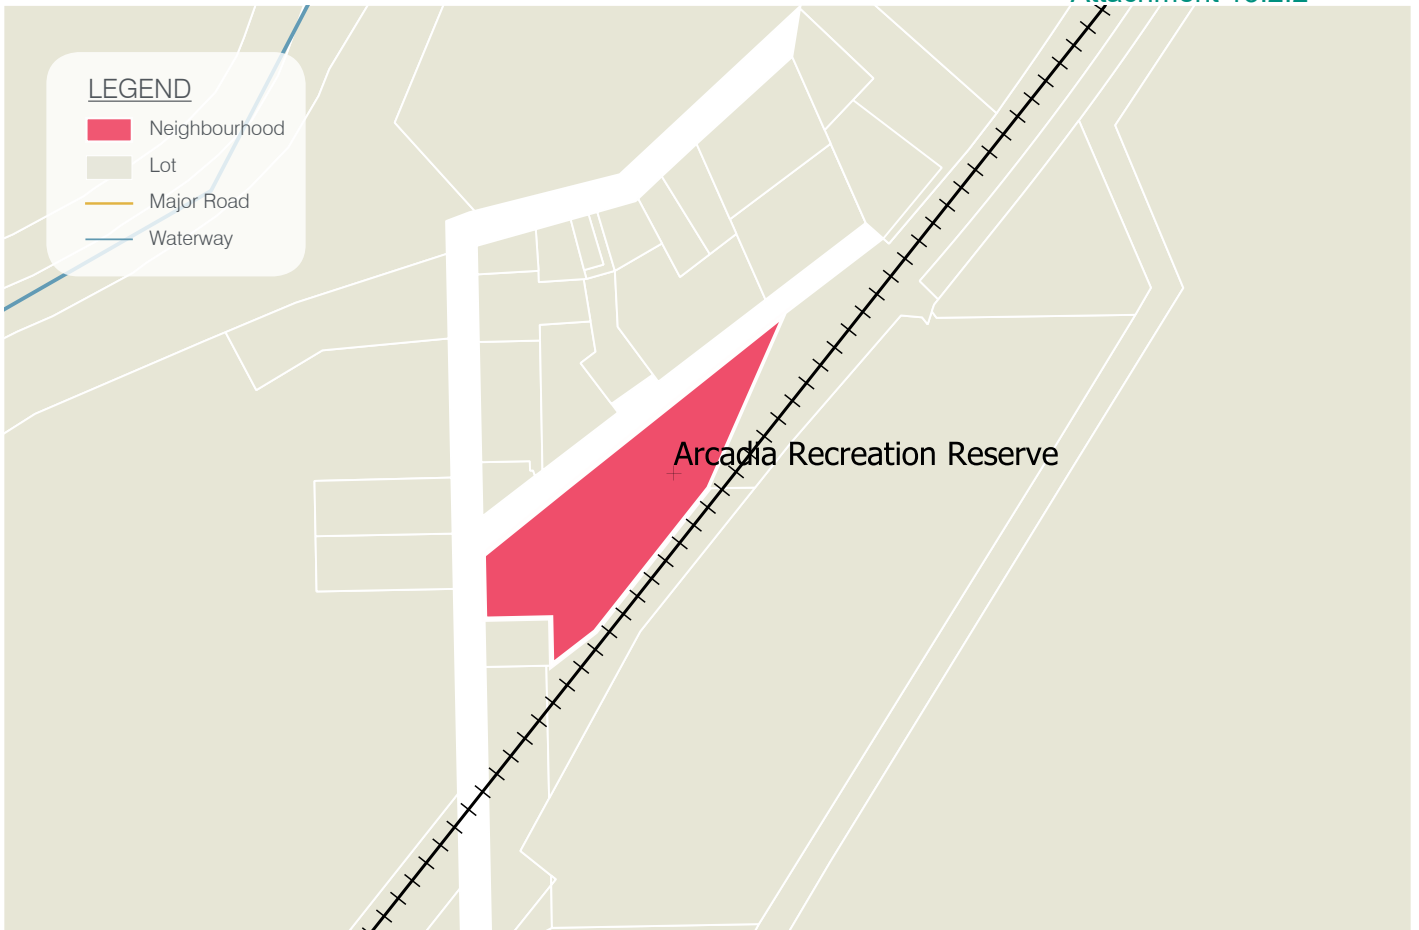 LEGEND
Neighbourhood
Lot
Major Road
Waterway
Arcadia Recreation Reserve